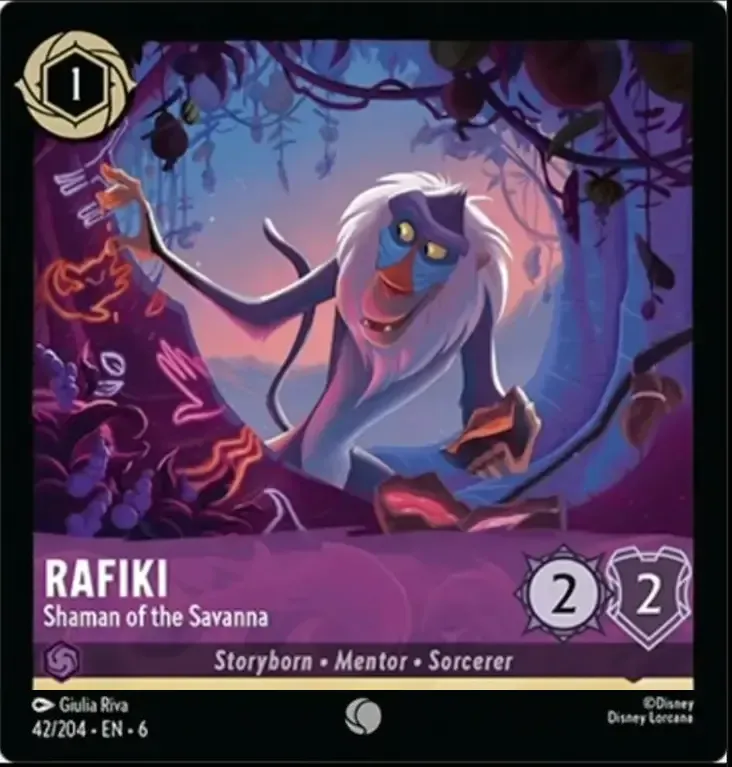 1
RAFIKI
Shaman of the Savanna
2
2
Storyborn • Mentor • Sorcerer
Giulia Riva
42/204 • EN • 6
©Disney
Disney Lorcana